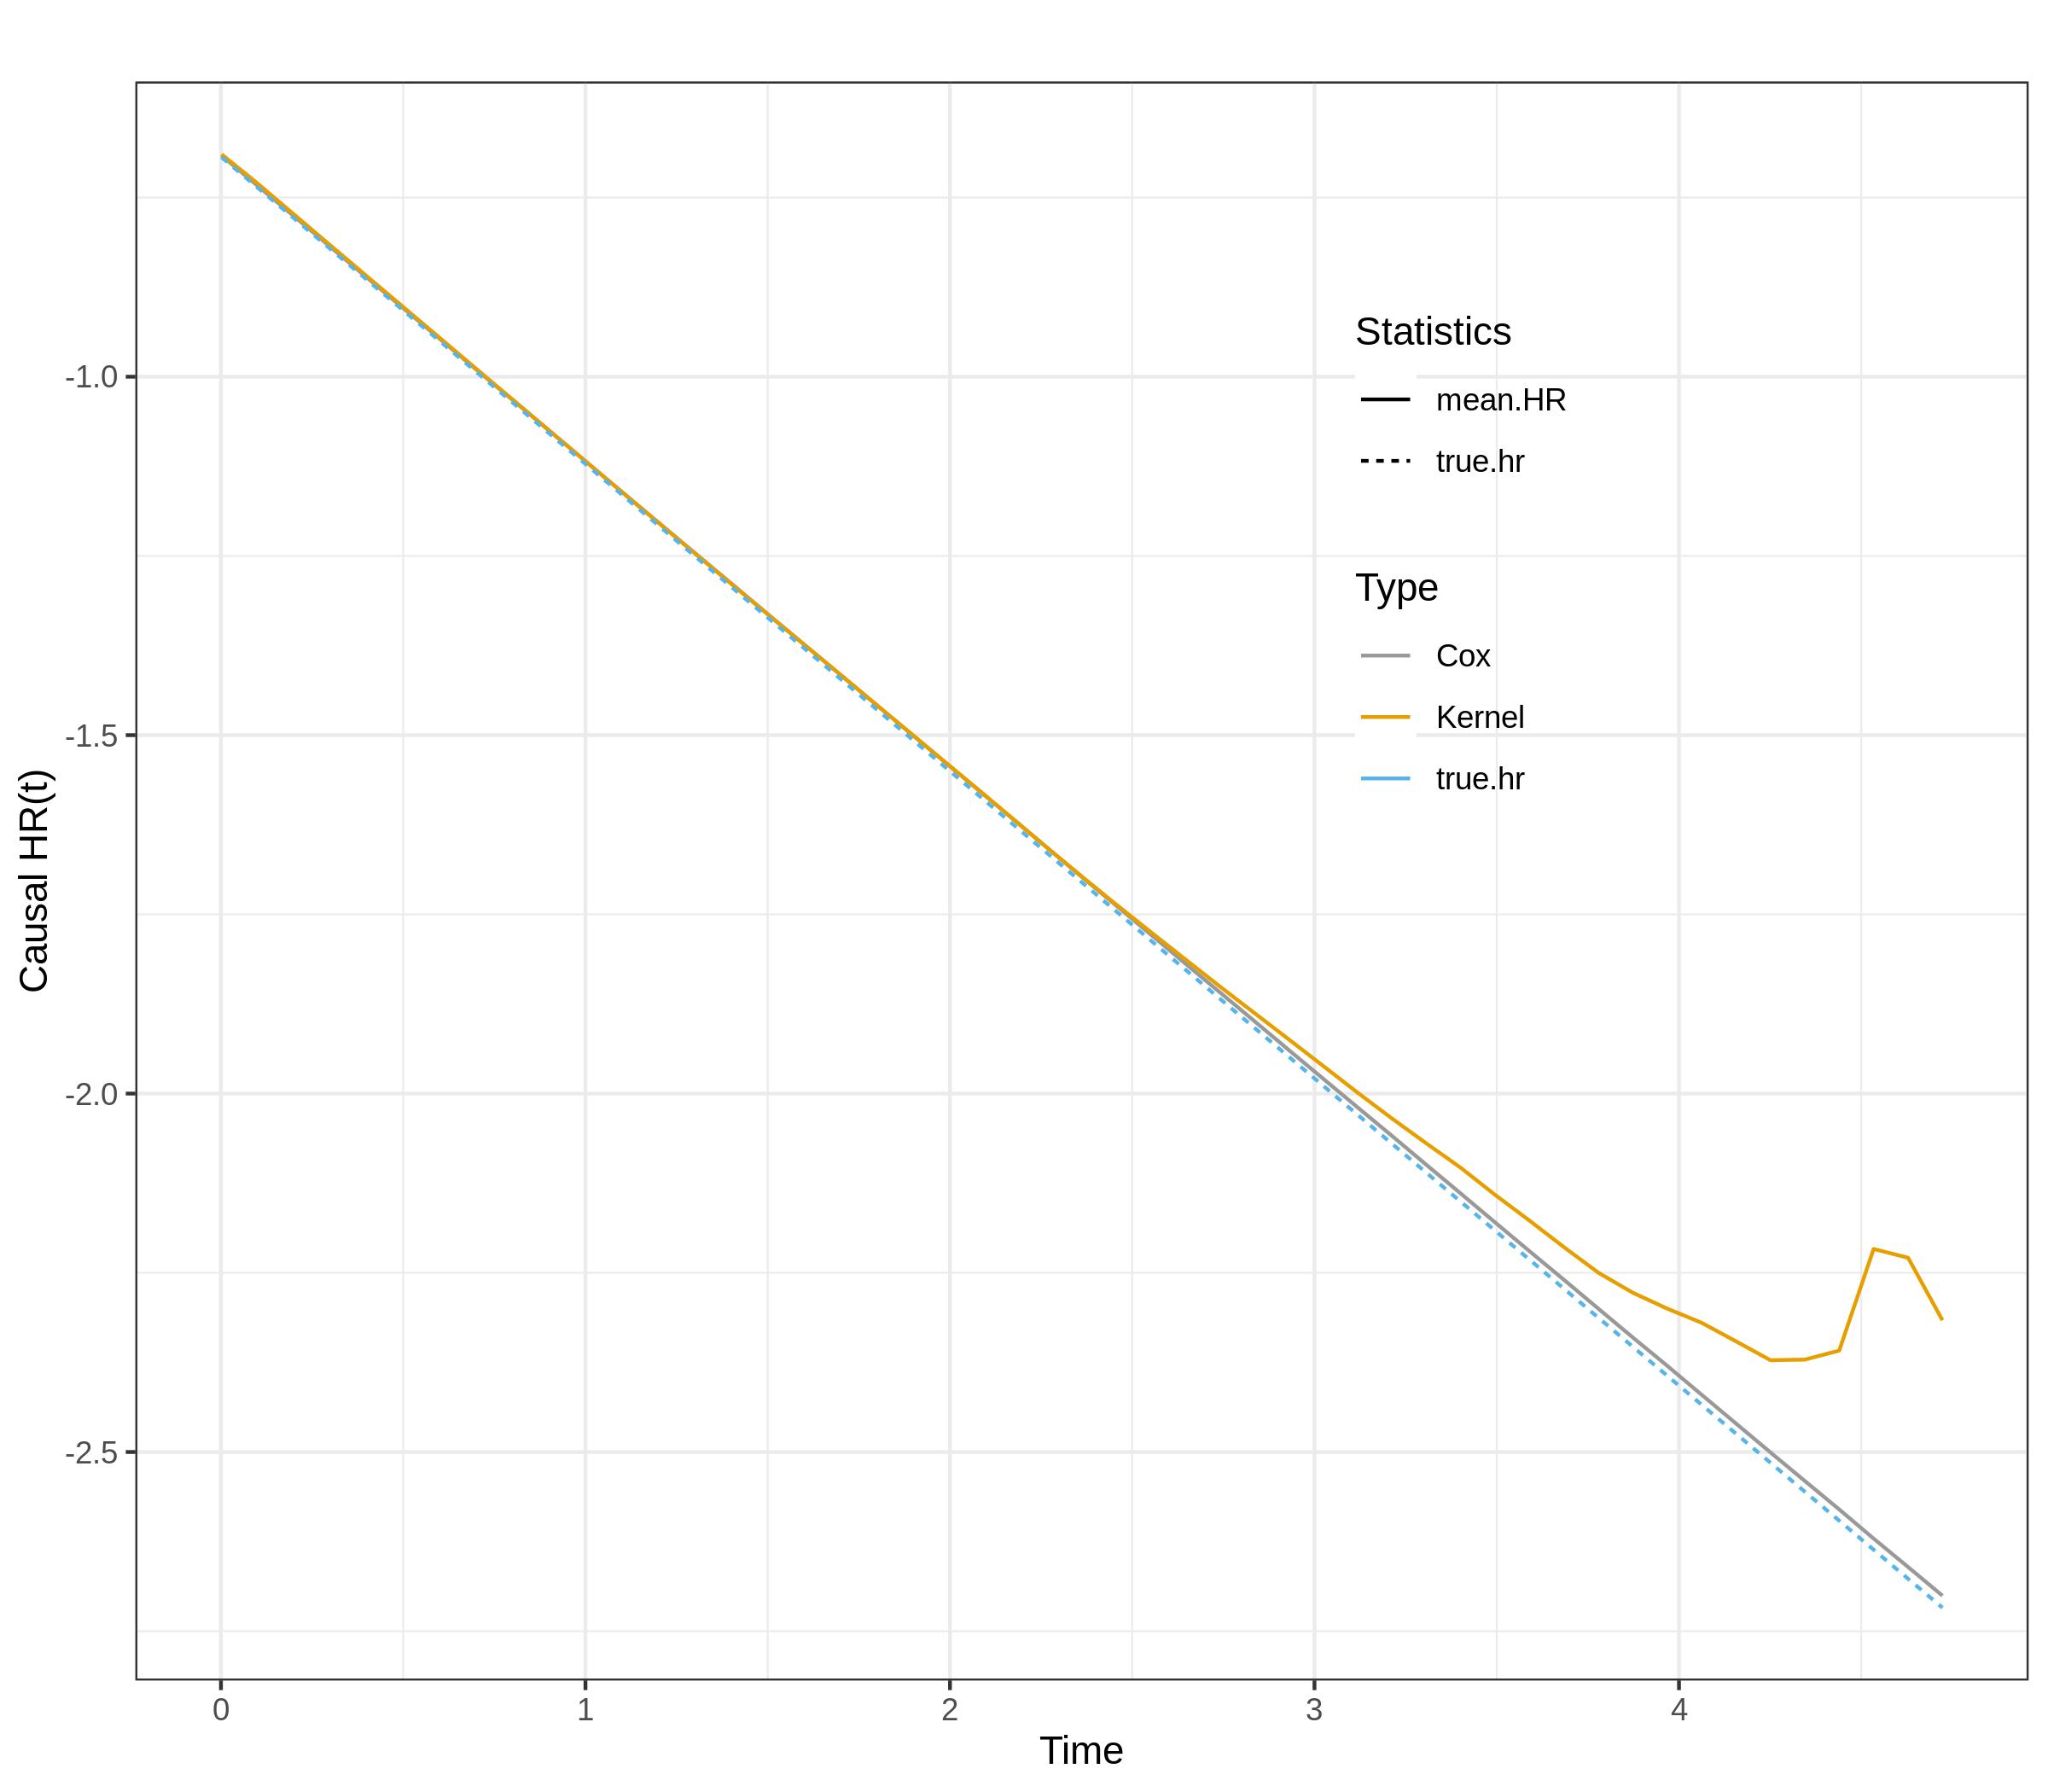 Statistics
mean.HR
true.hr
Type
Cox
Kernel
true.hr
Causal HR(t)
-1.0
-1.5
-2.0
-2.5
0 1 2 3 4
Time